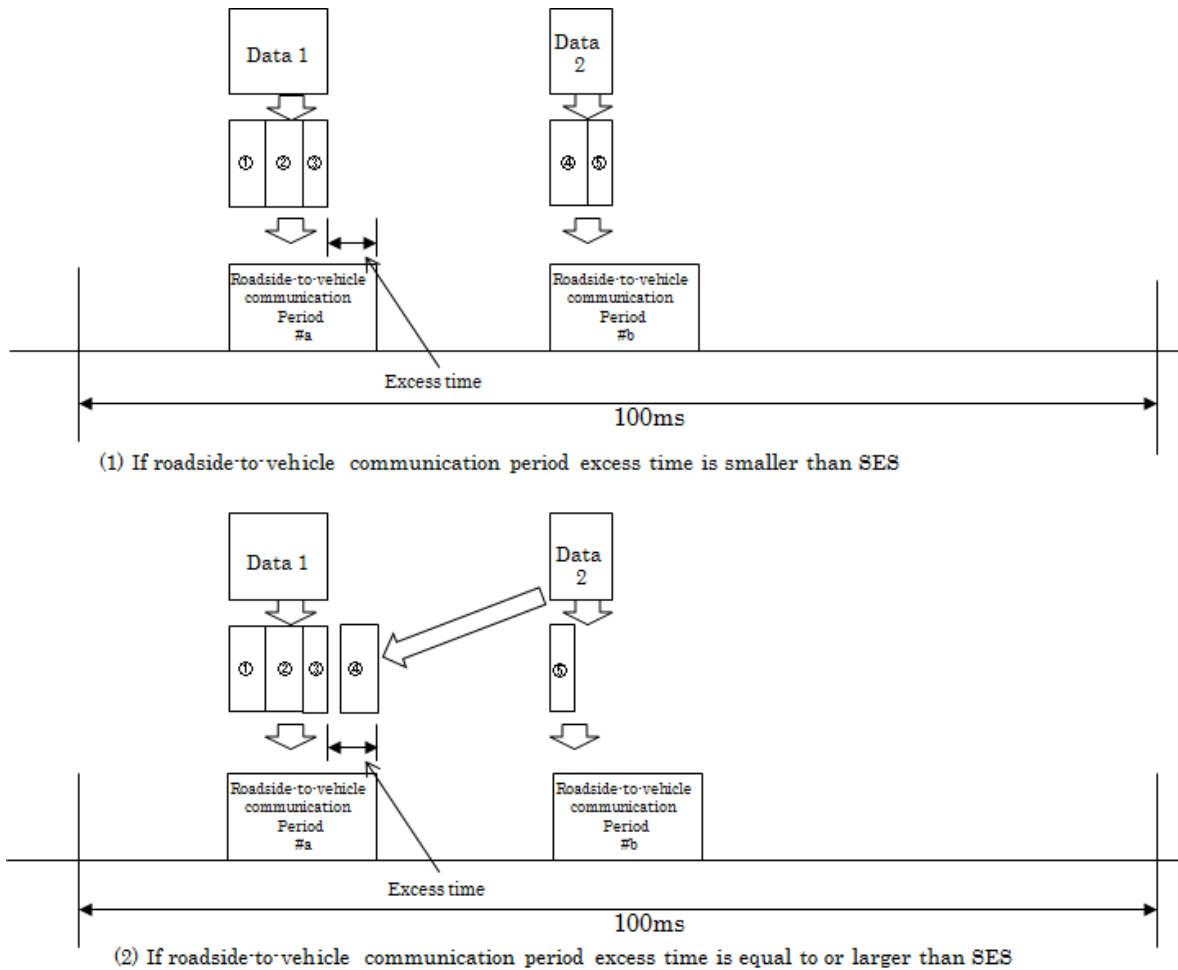 Data 1
Data
2
① ② ③
④ ⑤
Roadside-to-vehicle
communication
Period
#a
Roadside-to-vehicle
communication
Period
#b
Excess time
100ms
(1) If roadside-to-vehicle communication period excess time is smaller than SES
Data 1
Data
2
① ② ③ ④
⑤
Roadside-to-vehicle
communication
Period
#a
Roadside-to-vehicle
communication
Period
#b
Excess time
100ms
(2) If roadside-to-vehicle communication period excess time is equal to or larger than SES